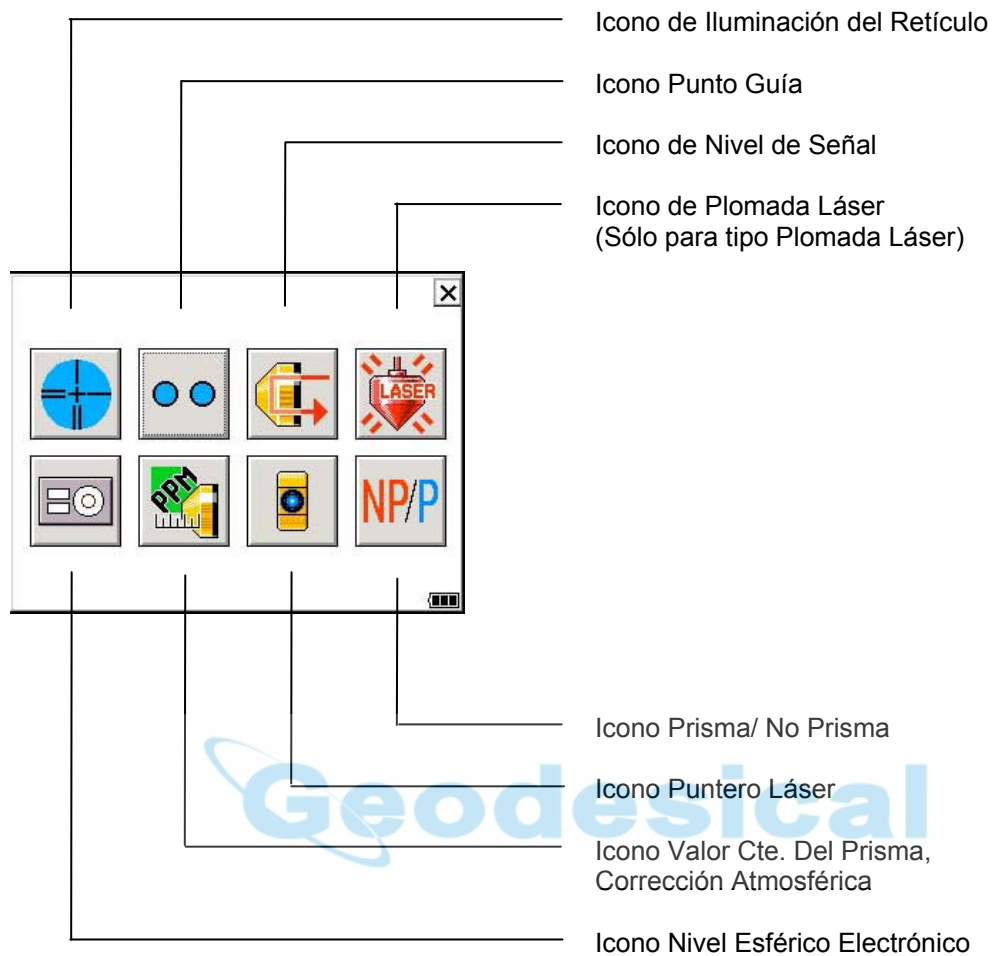 Icono de Iluminación del Retículo
Icono Punto Guía
Icono de Nivel de Señal
Icono de Plomada Láser
(Sólo para tipo Plomada Láser)
LASER
PPM
NP/P
Icono Prisma/ No Prisma
Icono Puntero Láser
Geodesical
Icono Valor Cte. Del Prisma,
Corrección Atmosférica
Icono Nivel Esférico Electrónico